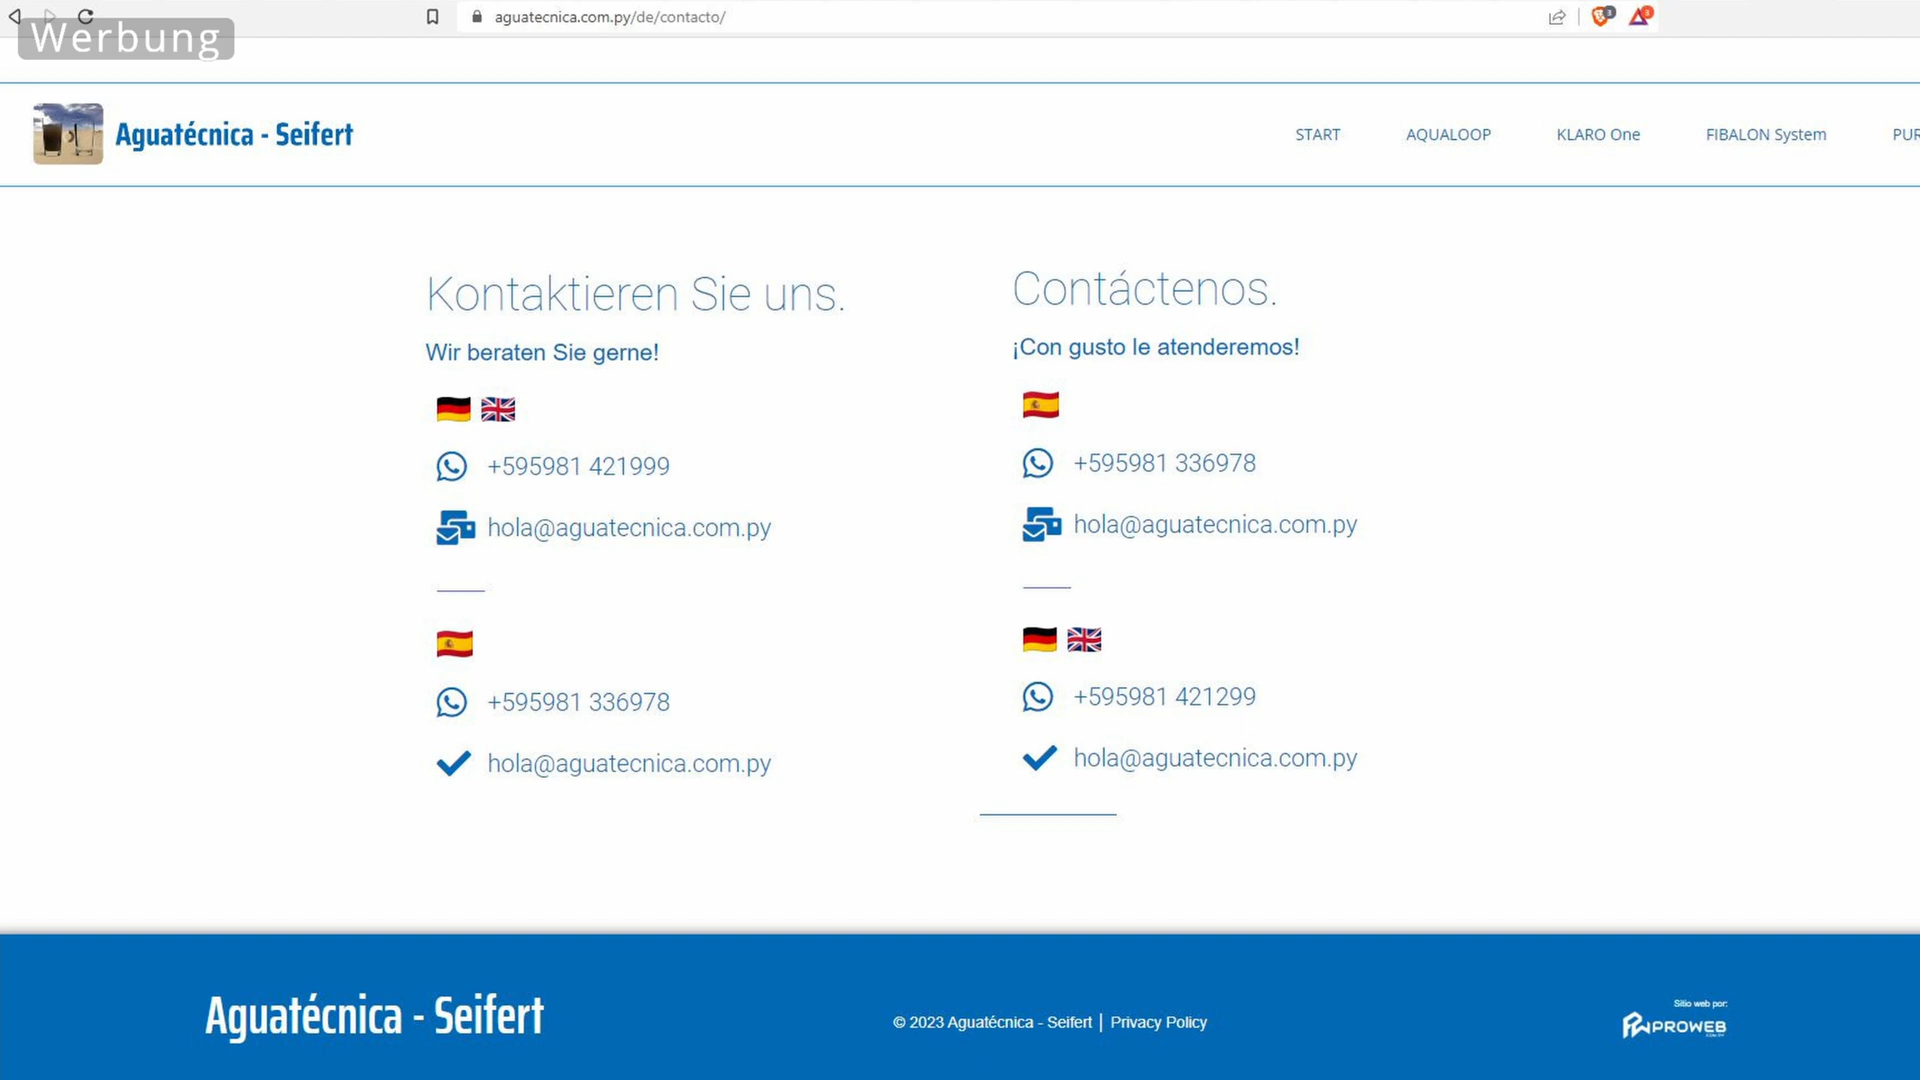 aguatecnica.com.py/de/contacto/
Werbung
Aguatécnica - Seifert
START
AQUALOOP
KLARO One
FIBALON System
PUR
Kontaktieren Sie uns.
Wir beraten Sie gerne!
+595981 421999
hola@aguatecnica.com.py
+595981 336978
hola@aguatecnica.com.py
Contáctenos.
¡Con gusto le atenderemos!
+595981 336978
hola@aguatecnica.com.py
+595981 421299
hola@aguatecnica.com.py
Aguatécnica - Seifert
© 2023 Aguatécnica - Seifert | Privacy Policy
Sitio web por:
PROWEB